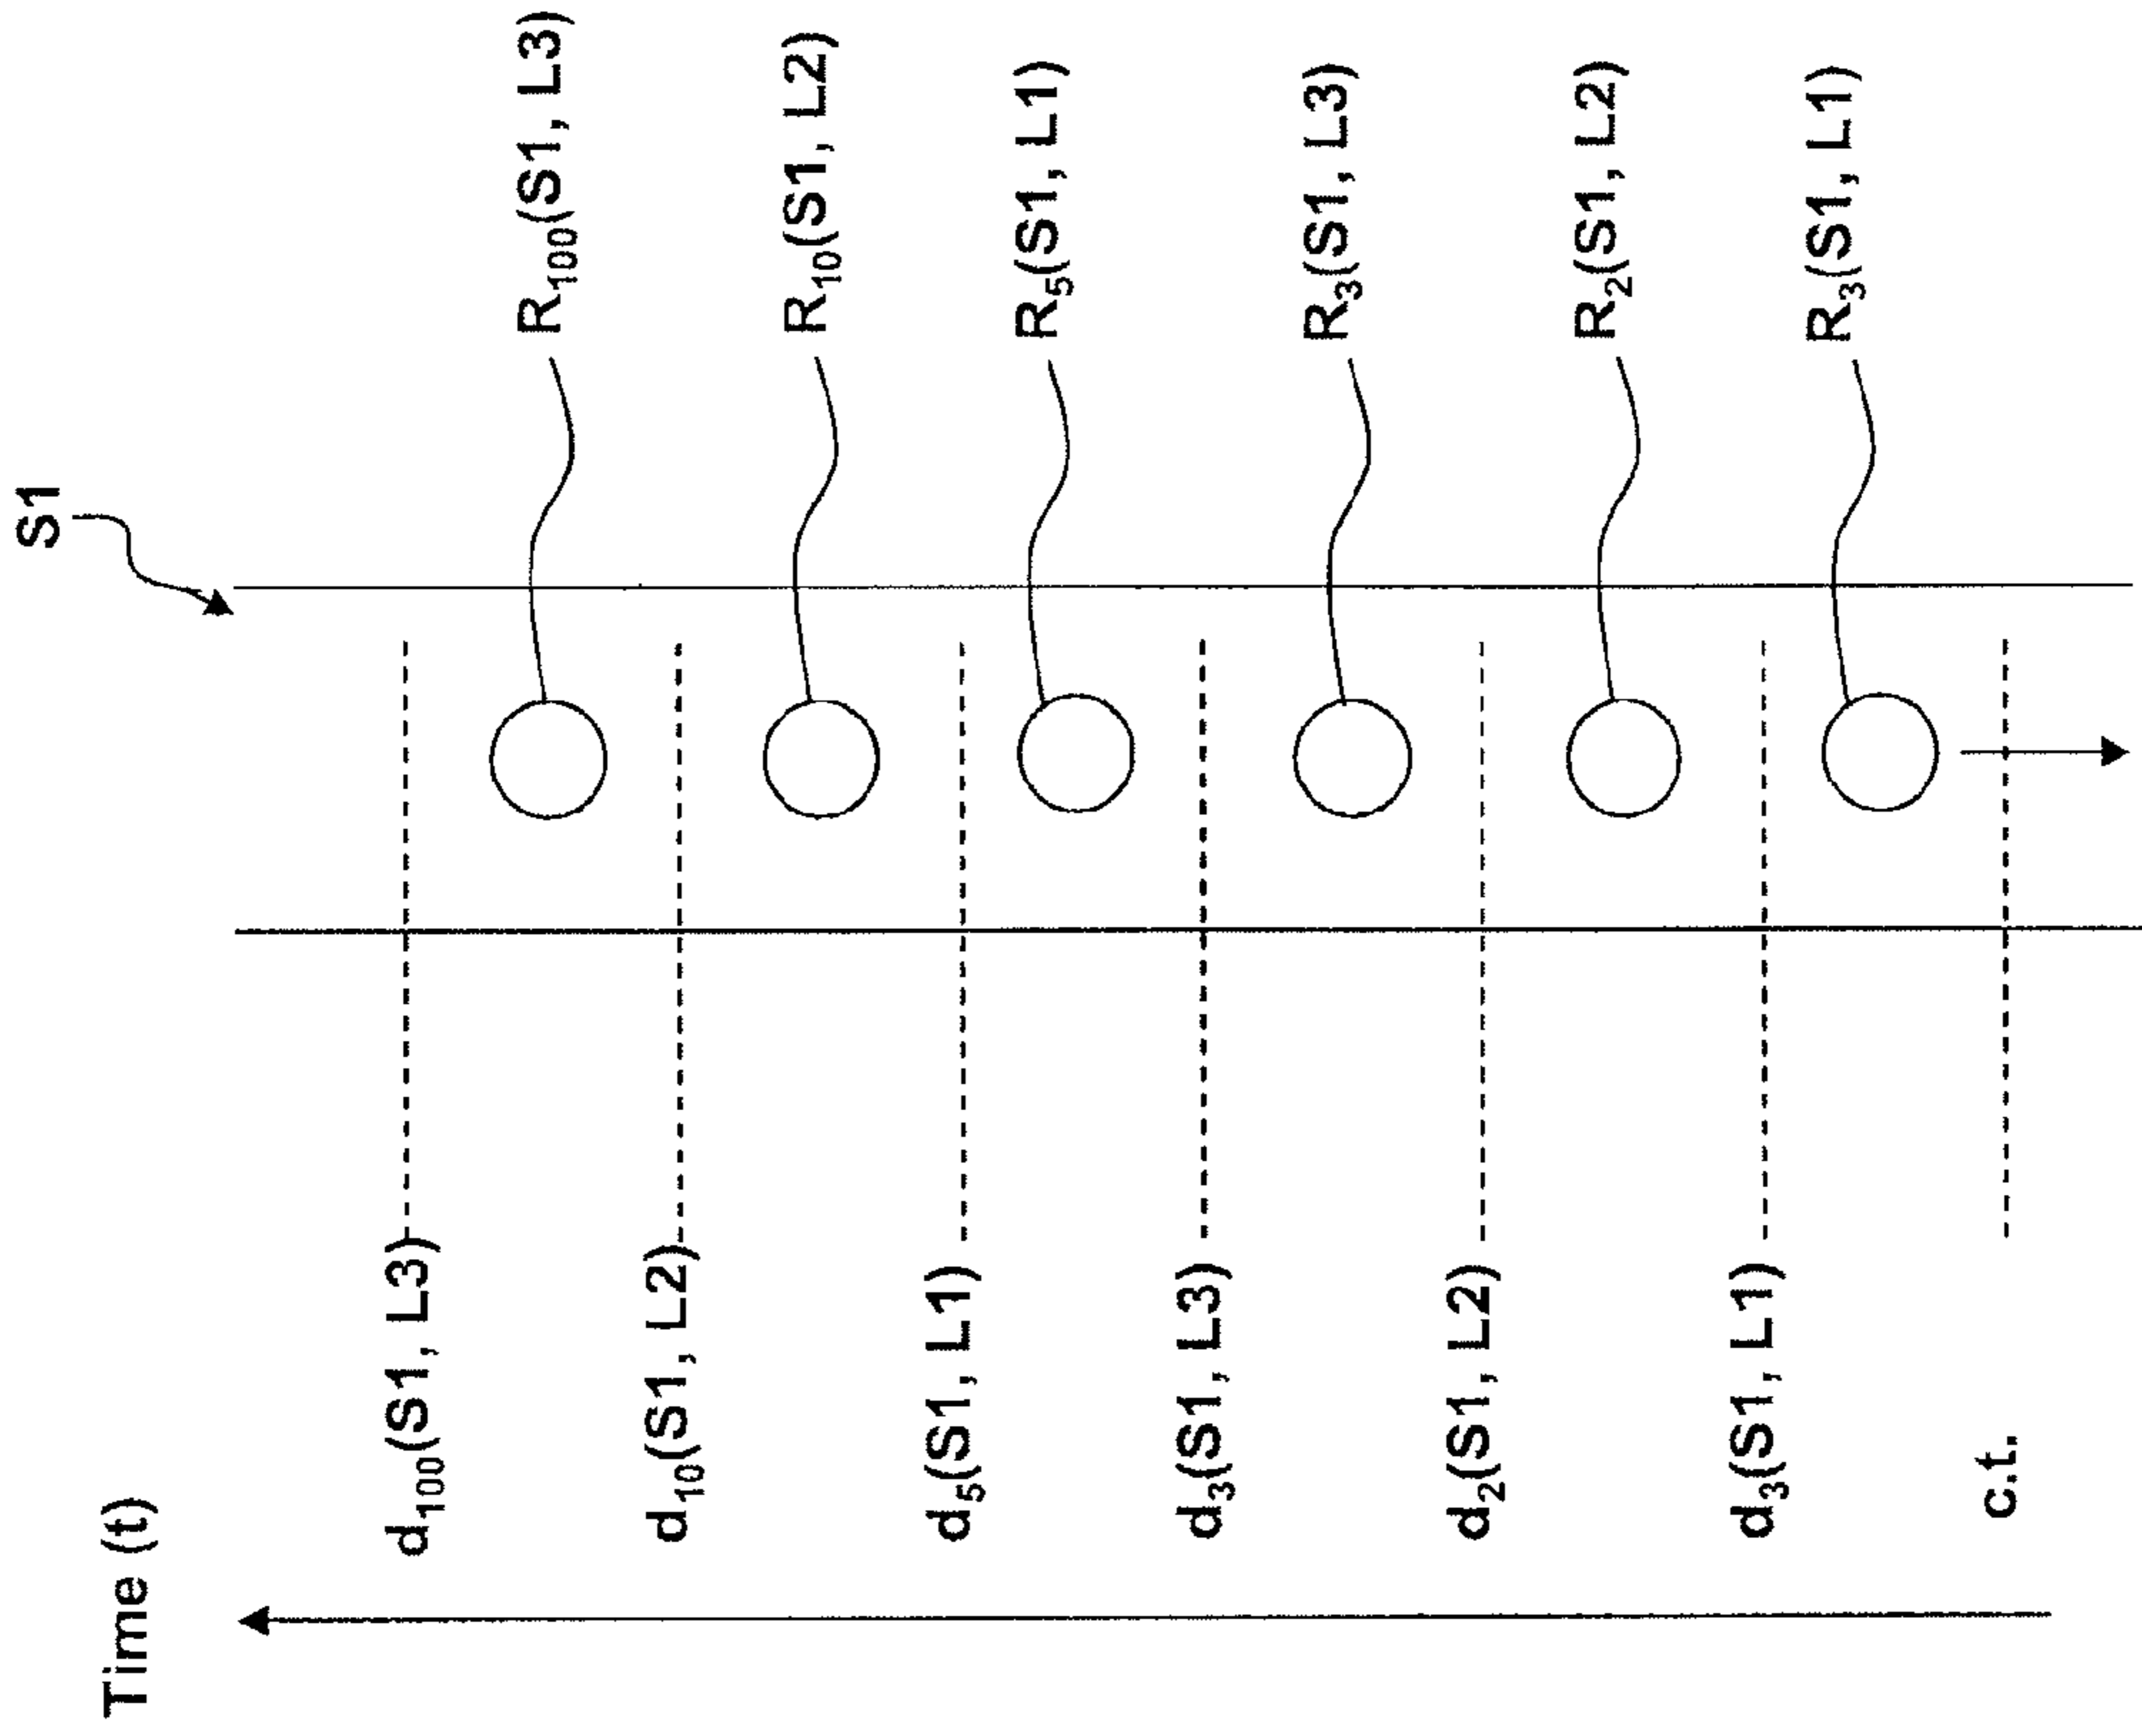 S1
Time (t)
d100(S1, L3)
R100(S1, L3)
d10(S1, L2)
R10(S1, L2)
d5(S1, L1)
R5(S1, L1)
d3(S1, L3)
R3(S1, L3)
d2(S1, L2)
R2(S1, L2)
d3(S1, L1)
R3(S1, L1)
c.t.